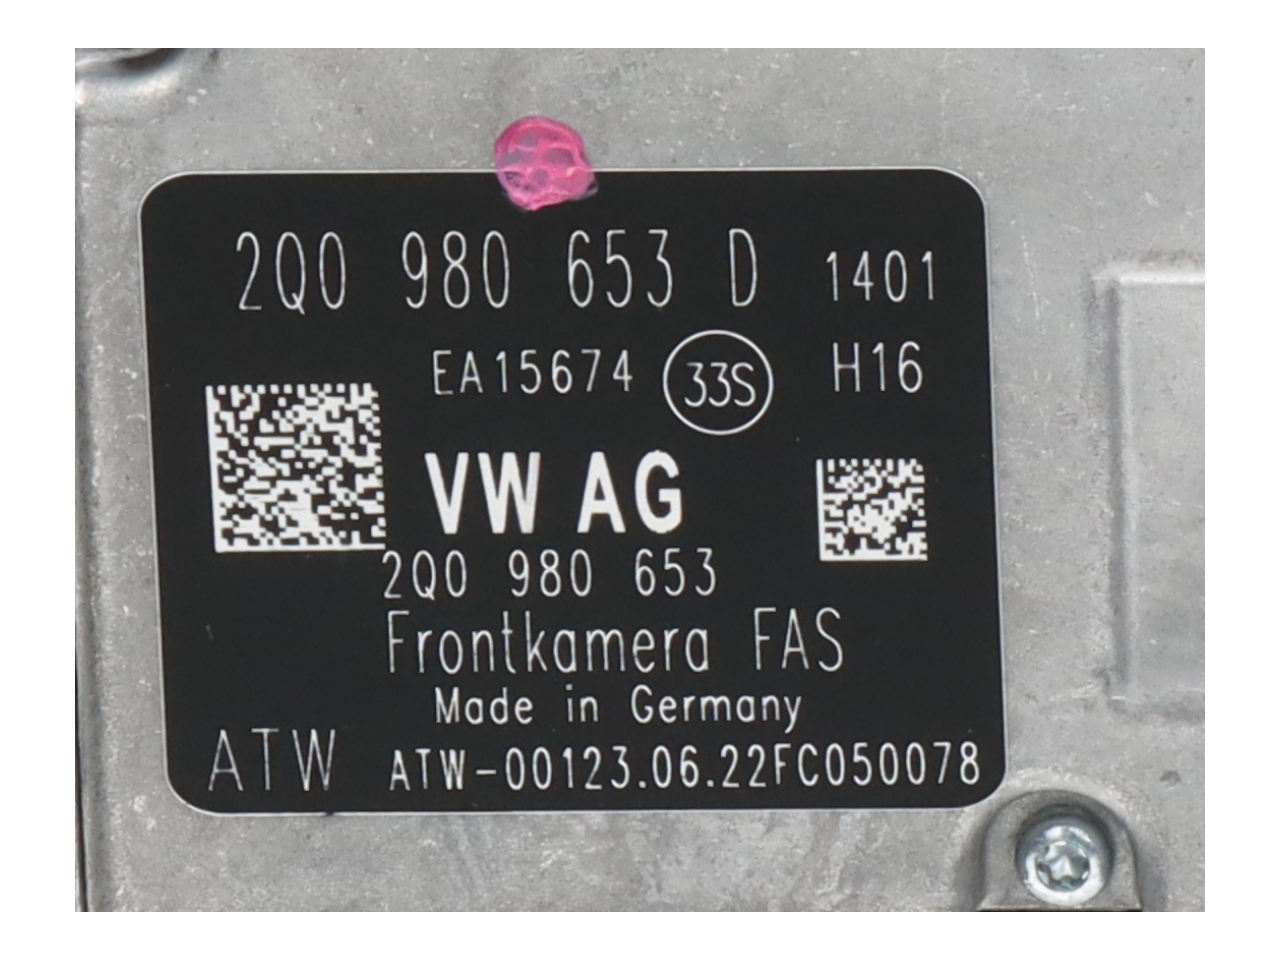 2Q0 980 653 D 1401
EA15674 33S H16
VW AG
2Q0 980 653
Frontkamera FAS
Made in Germany
ATW ATW-00123.06.22FC050078